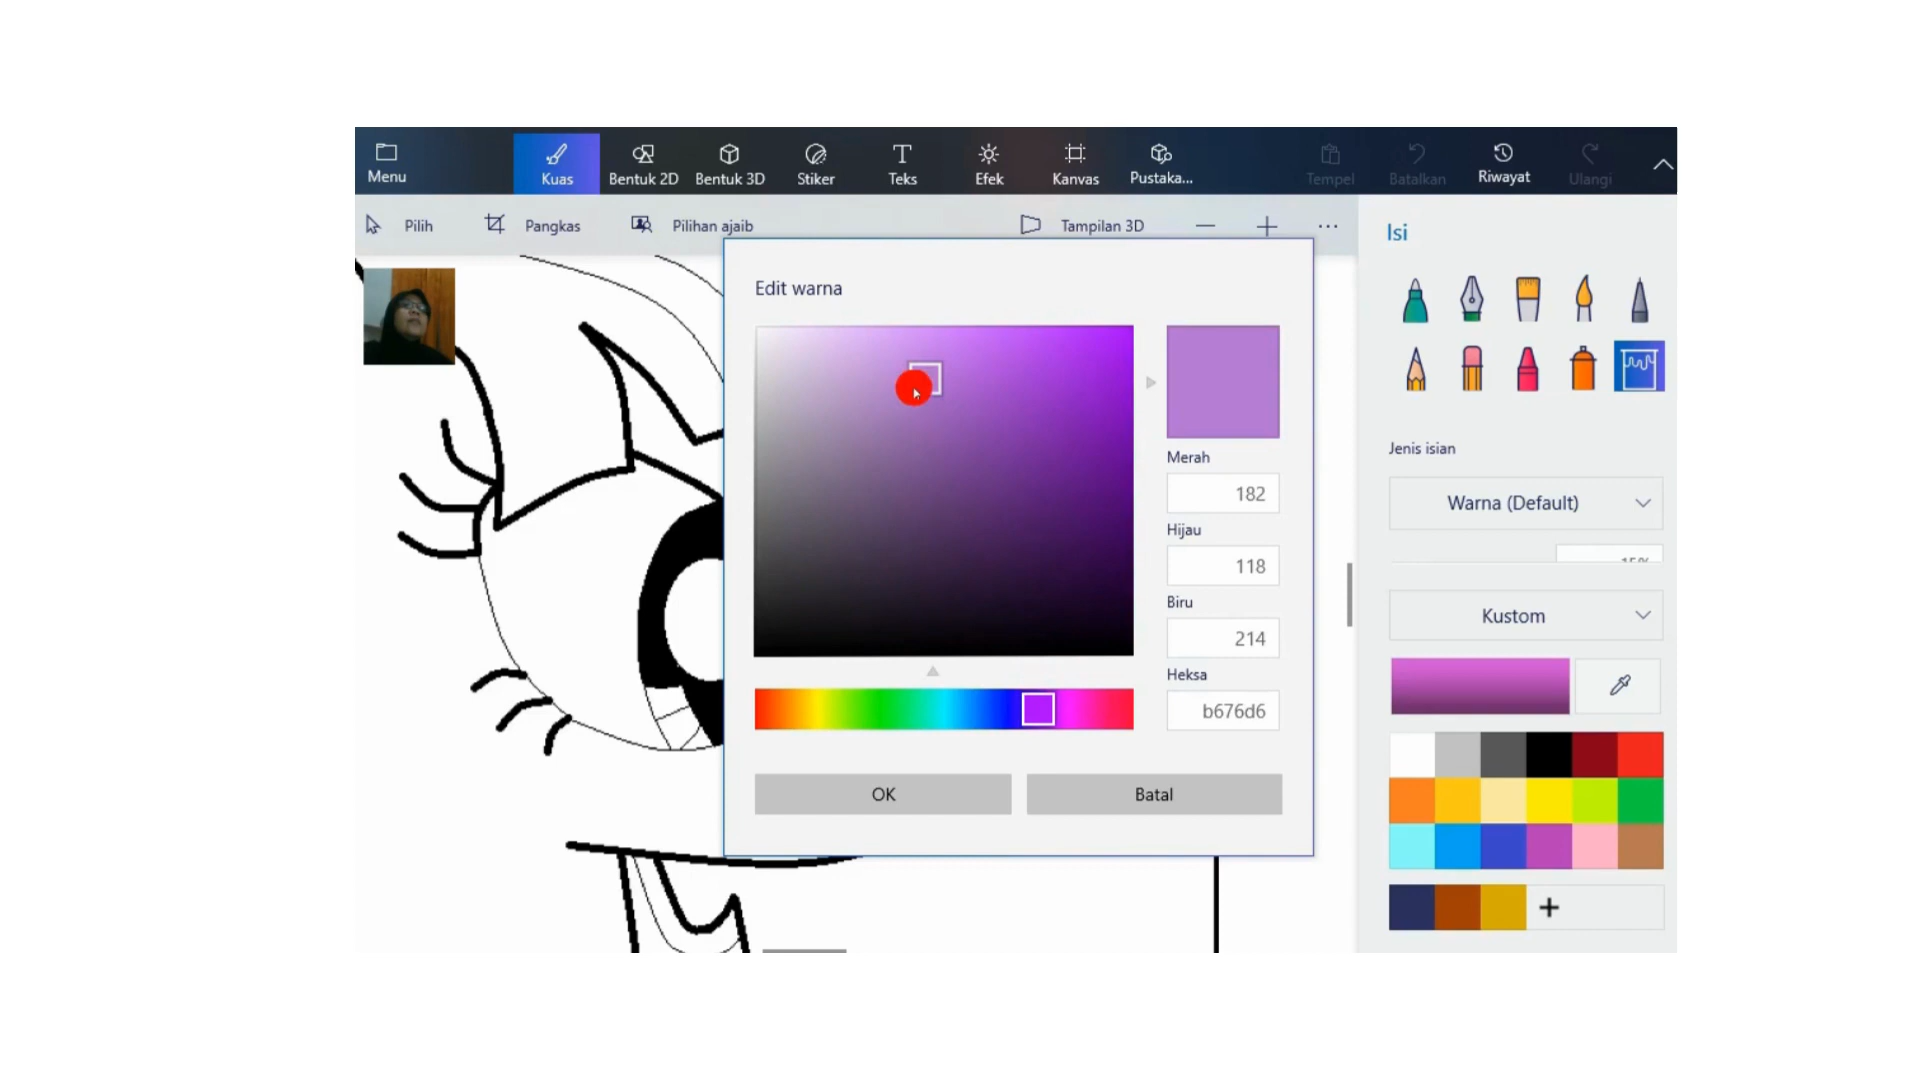 Menu
Kuas
Bentuk 2D
Bentuk 3D
Stiker
Teks
Efek
Kanvas
Pustaka...
Tempel
Batalkan
Riwayat
Ulangi
Pilih
Pangkas
Pilihan ajaib
Tampilan 3D
Isi
Edit warna
Merah
182
Hijau
118
Biru
214
Heksa
b676d6
OK
Batal
Jenis isian
Warna (Default)
15%
Kustom